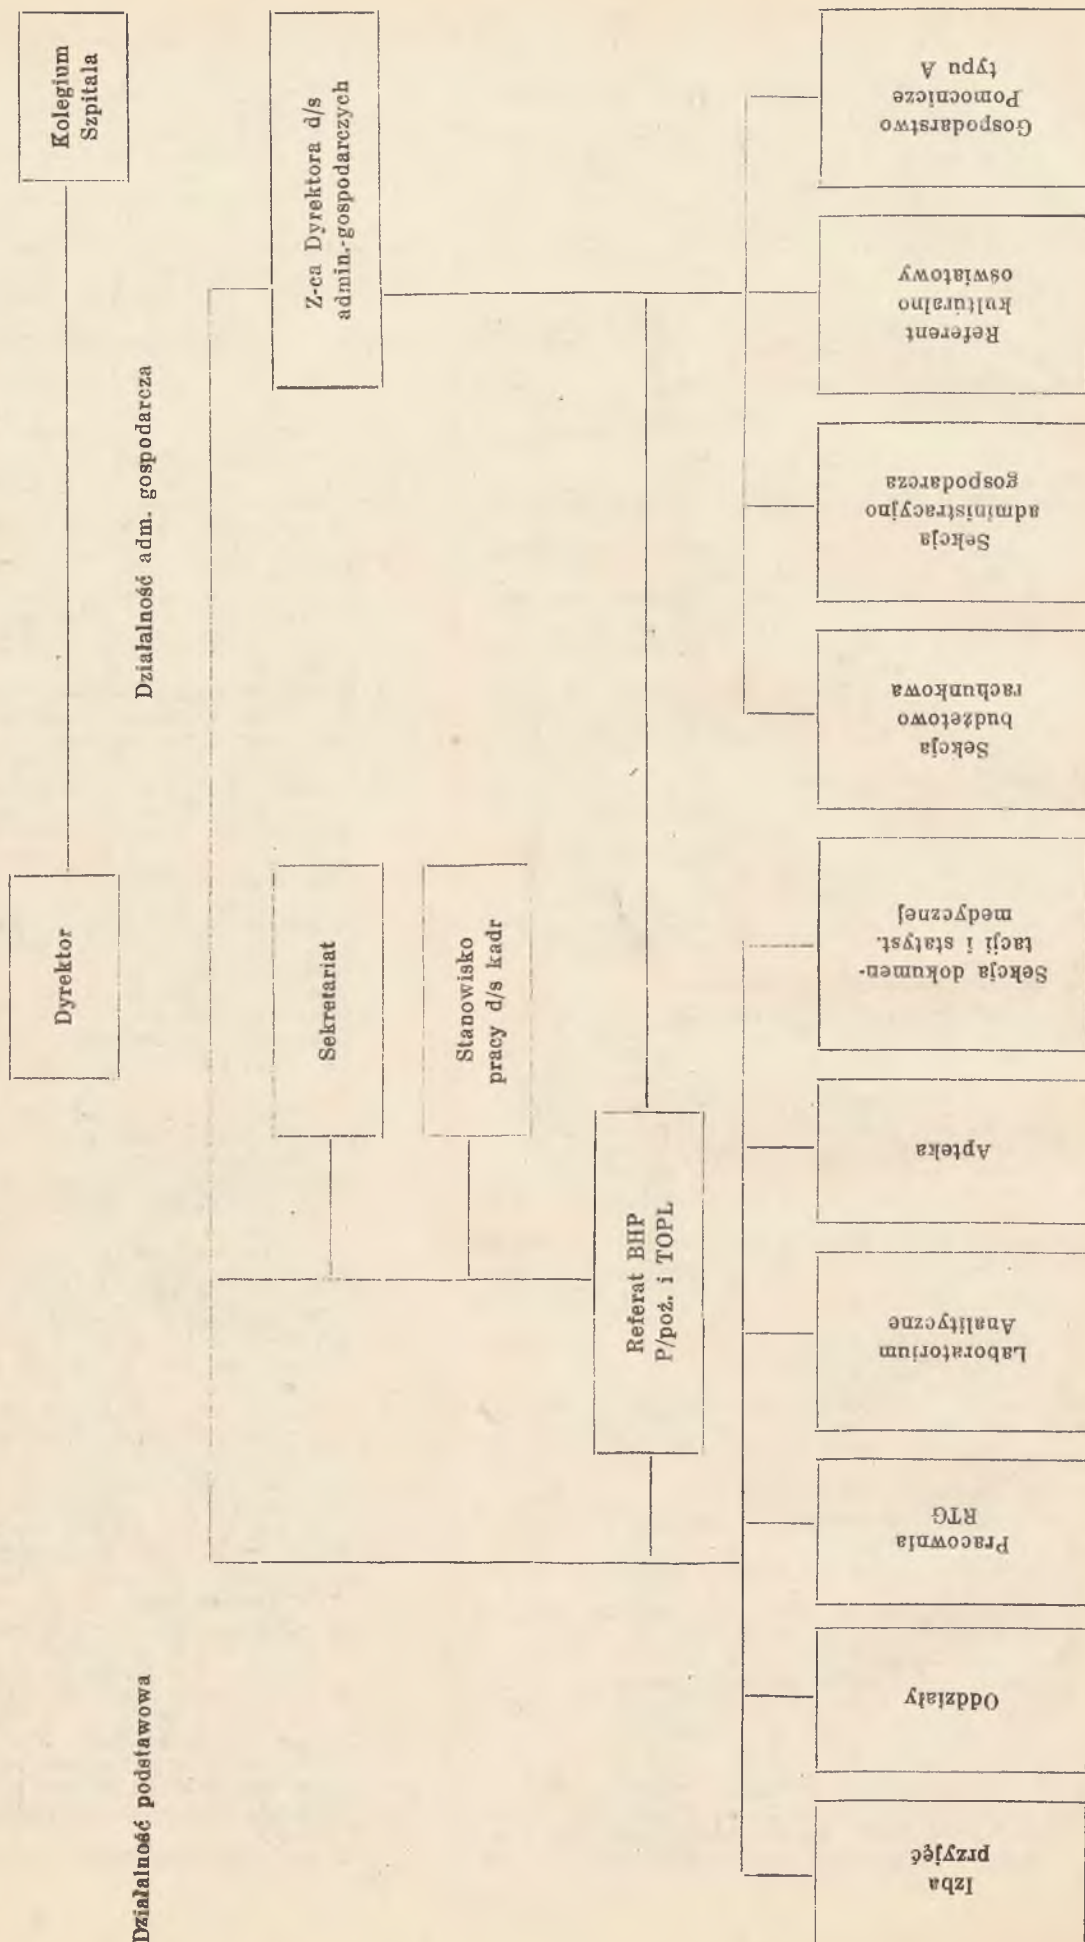 Kolegium
Szpitala
Dyrektor
Działalność podstawowa
Działalność adm. gospodarcza
Z-ca Dyrektora d/s
admin.-gospodarczych
Sekretariat
Stanowisko
pracy d/s kadr
Referat BHP
P/poż. i TOPL
Izba
przyjęć
Oddziały
Pracownia
RTG
Laboratorium
Analityczne
Apteka
Sekcja dokumen-
tacji i statyst.
medycznej
Sekcja
budżetowo
rachunkowa
Sekcja
administracyjno
gospodarcza
Referent
kulturalno
oświatowy
Gospodarstwo
Pomocnicze
typu A